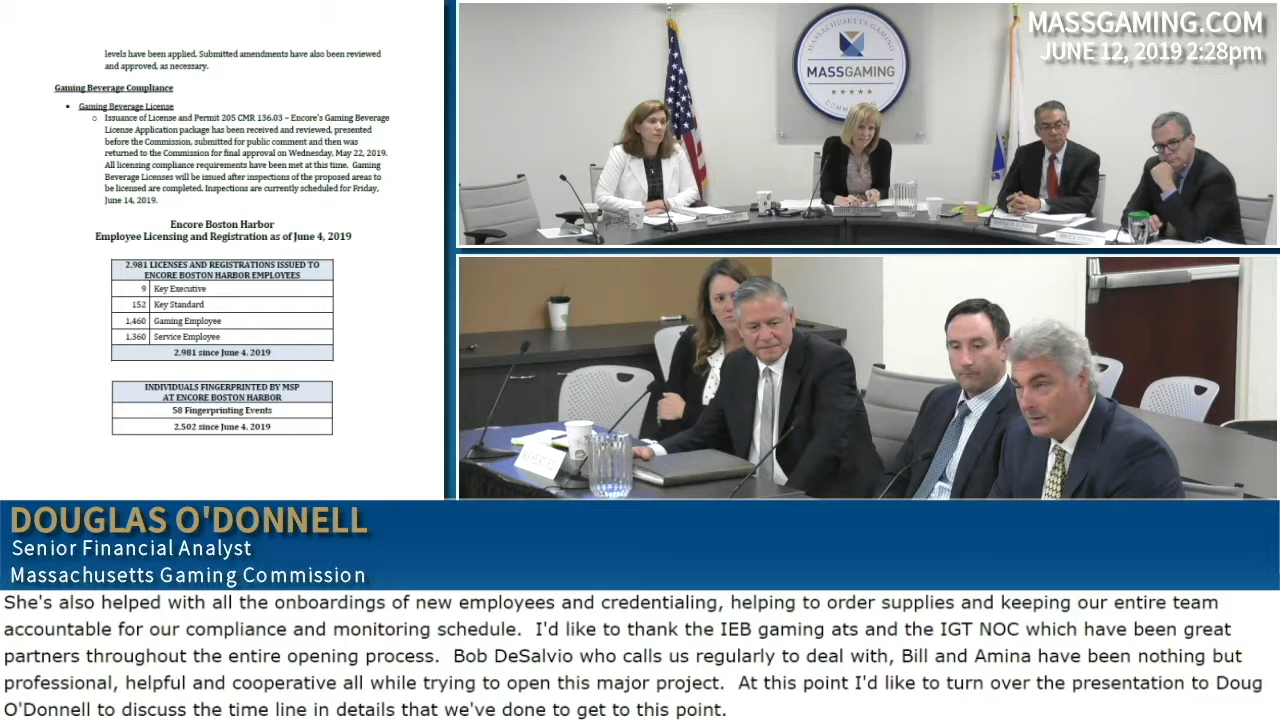 levels have been applied. Submitted amendments have also been reviewed
and approved, as necessary.
Gaming Beverage Compliance
• Gaming Beverage License
o Issuance of License and Permit 205 CMR 136.03 – Encore's Gaming Beverage
License Application package has been received and reviewed, presented
before the Commission, submitted for public comment and then was
returned to the Commission for final approval on Wednesday, May 22, 2019.
All licensing compliance requirements have been met at this time. Gaming
Beverage Licenses will be issued after inspections of the proposed areas to
be licensed are completed. Inspections are currently scheduled for Friday,
June 14, 2019.
Encore Boston Harbor
Employee Licensing and Registration as of June 4, 2019
2,981 LICENSES AND REGISTRATIONS ISSUED TO
ENCORE BOSTON HARBOR EMPLOYEES
9 Key Executive
152 Key Standard
1,460 Gaming Employee
1,360 Service Employee
2,981 since June 4, 2019
INDIVIDUALS FINGERPRINTED BY MSP
AT ENCORE BOSTON HARBOR
58 Fingerprinting Events
2,502 since June 4, 2019
MASSACHUSETTS GAMING
MASSGAMING
COMMISSION
MASSGAMING.COM
JUNE 12, 2019 2:28pm
DOUGLAS O'DONNELL
Senior Financial Analyst
Massachusetts Gaming Commission
She's also helped with all the onboardings of new employees and credentialing, helping to order supplies and keeping our entire team
accountable for our compliance and monitoring schedule.  I'd like to thank the IEB gaming ats and the IGT NOC which have been great
partners throughout the entire opening process.  Bob DeSalvio who calls us regularly to deal with, Bill and Amina have been nothing but
professional, helpful and cooperative all while trying to open this major project.  At this point I'd like to turn over the presentation to Doug
O'Donnell to discuss the time line in details that we've done to get to this point.